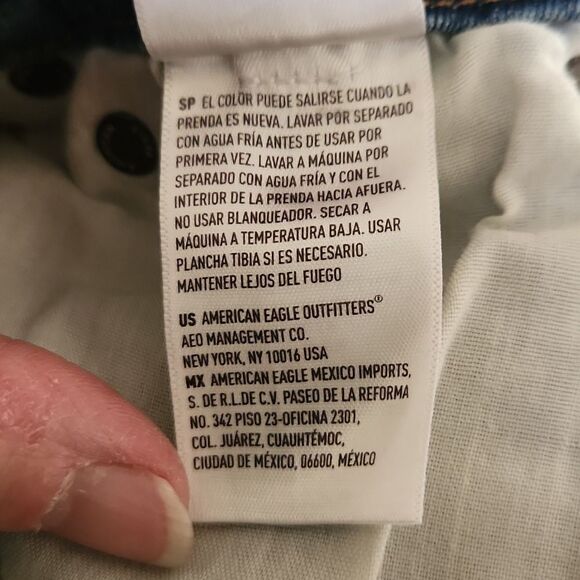 SP EL COLOR PUEDE SALIRSE CUANDO LA
PRENDA ES NUEVA. LAVAR POR SEPARADO
CON AGUA FRÍA ANTES DE USAR POR
PRIMERA VEZ. LAVAR A MÁQUINA POR
SEPARADO CON AGUA FRÍA Y CON EL
INTERIOR DE LA PRENDA HACIA AFUERA.
NO USAR BLANQUEADOR. SECAR A
MÁQUINA A TEMPERATURA BAJA. USAR
PLANCHA TIBIA SI ES NECESARIO.
MANTENER LEJOS DEL FUEGO
US AMERICAN EAGLE OUTFITTERS®
AEO MANAGEMENT CO.
NEW YORK, NY 10016 USA
MX AMERICAN EAGLE MEXICO IMPORTS,
S. DE R.L.DE C.V. PASEO DE LA REFORMA
NO. 342 PISO 23-OFICINA 2301,
COL. JUÁREZ, CUAUHTÉMOC,
CIUDAD DE MÉXICO, 06600, MÉXICO